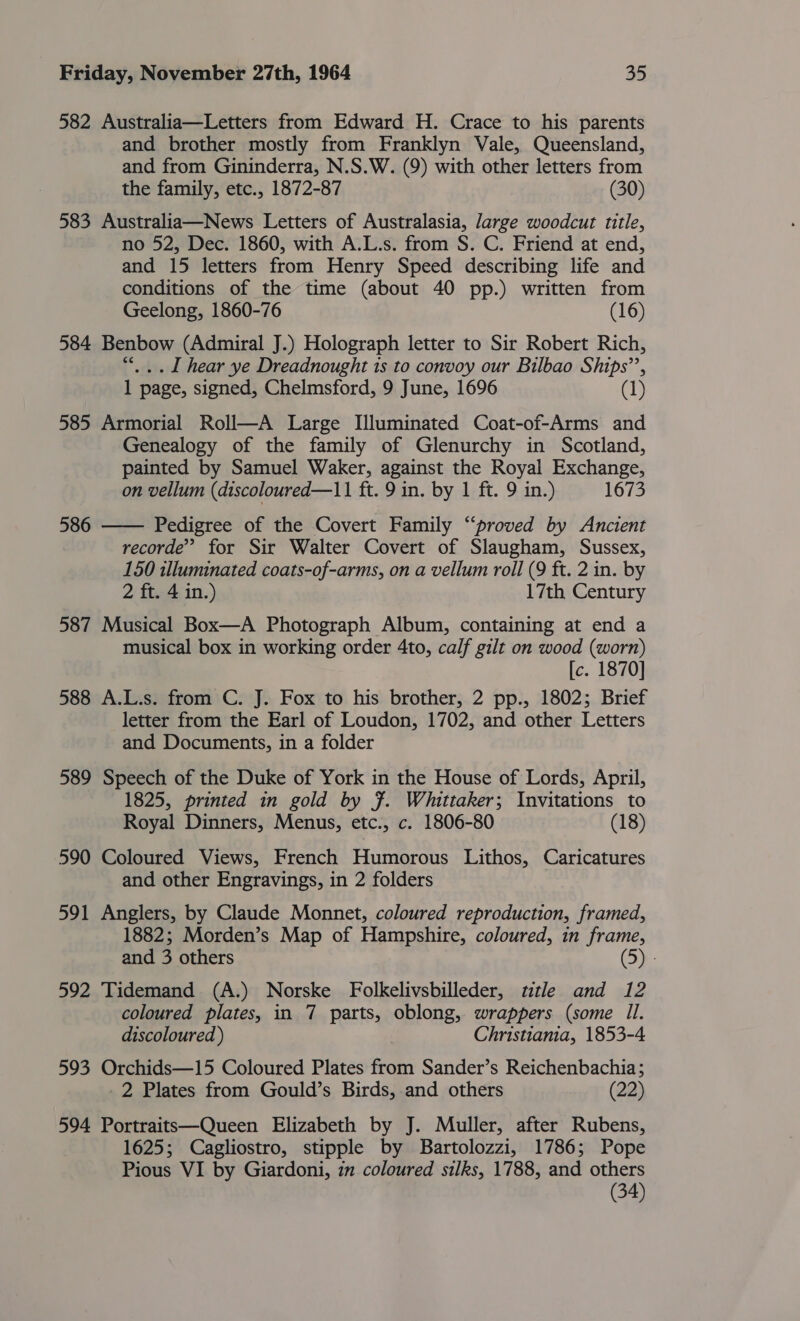 Friday, November 27th, 1964 35
582 Australia—Letters from Edward H. Crace to his parents
and brother mostly from Franklyn Vale, Queensland,
and from Gininderra, N.S.W. (9) with other letters from
the family, etc., 1872-87 (30)
583 Australia—News Letters of Australasia, large woodcut title,
no 52, Dec. 1860, with A.L.s. from S. C. Friend at end,
and 15 letters from Henry Speed describing life and
conditions of the time (about 40 pp.) written from
Geelong, 1860-76 (16)
584 Benbow (Admiral J.) Holograph letter to Sir Robert Rich,
“. . . I hear ye Dreadnought is to convoy our Bilbao Ships”,
1 page, signed, Chelmsford, 9 June, 1696 (1)
585 Armorial Roll—A Large Illuminated Coat-of-Arms and
Genealogy of the family of Glenurchy in Scotland,
painted by Samuel Waker, against the Royal Exchange,
on vellum (discoloured—11 ft. 9 in. by 1 ft. 9 in.) 1673
586 —— Pedigree of the Covert Family “proved by Ancient
recorde” for Sir Walter Covert of Slaugham, Sussex,
150 illuminated coats-of-arms, on a vellum roll (9 ft. 2 in. by
2 ft. 4 in.) 17th Century
587 Musical Box—A Photograph Album, containing at end a
musical box in working order 4to, calf gilt on wood (worn)
[c. 1870]
588 A.L.s. from C. J. Fox to his brother, 2 pp., 1802; Brief
letter from the Earl of Loudon, 1702, and other Letters
and Documents, in a folder
589 Speech of the Duke of York in the House of Lords, April,
1825, printed in gold by J. Whittaker; Invitations to
Royal Dinners, Menus, etc., c. 1806-80 (18)
590 Coloured Views, French Humorous Lithos, Caricatures
and other Engravings, in 2 folders
591 Anglers, by Claude Monnet, coloured reproduction, framed,
1882; Morden’s Map of Hampshire, coloured, in frame,
and 3 others (5)
592 Tidemand (A.) Norske Folkelivsbilleder, title and 12
coloured plates, in 7 parts, oblong, wrappers (some ll.
discoloured) Christiania, 1853-4
593 Orchids—15 Coloured Plates from Sander’s Reichenbachia;
2 Plates from Gould’s Birds, and others (22)
594 Portraits—Queen Elizabeth by J. Muller, after Rubens,
1625; Cagliostro, stipple by Bartolozzi, 1786; Pope
Pious VI by Giardoni, in coloured silks, 1788, and others
(34)